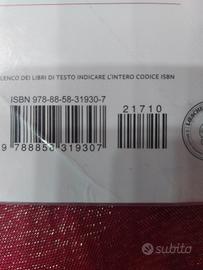 LENCO DEI LIBRI DI TESTO INDICARE L'INTERO CODICE ISBN
ISBN 978-88-58-31930-7
21710
9 788858 319307
subito